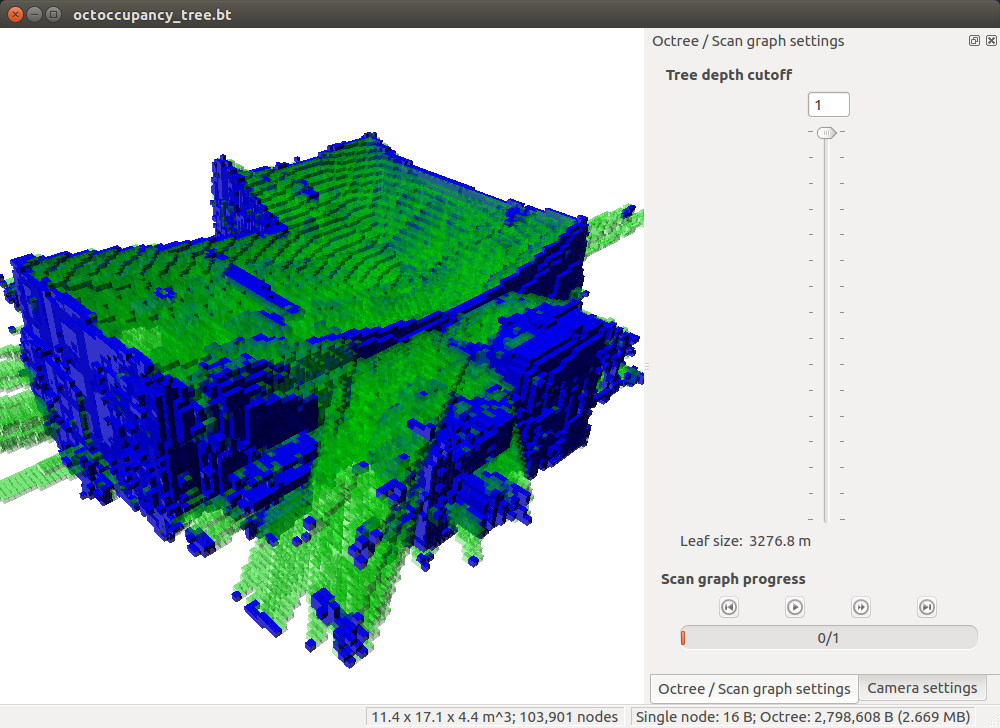 octoccupancy_tree.bt
Octree / Scan graph settings
Tree depth cutoff
1
Leaf size: 3276.8 m
Scan graph progress
0/1
Octree / Scan graph settings
Camera settings
11.4 x 17.1 x 4.4 m^3; 103,901 nodes
Single node: 16 B; Octree: 2,798,608 B (2.669 MB)